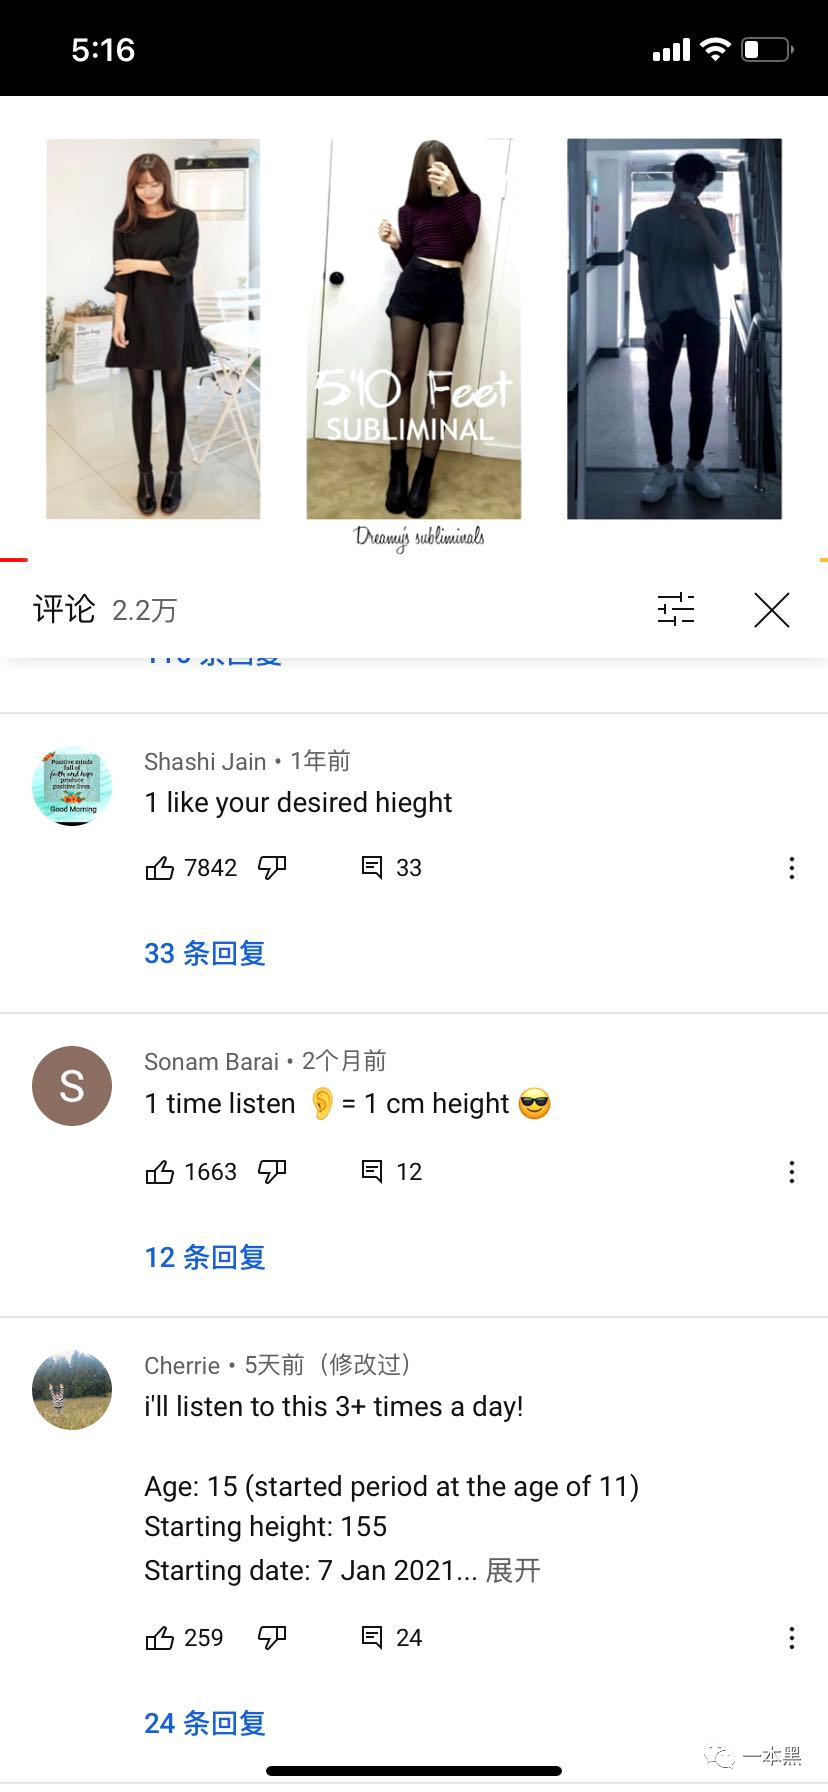 5:16
5'10 Feet
SUBLIMINAL
Dreamy's subliminals
评论 2.2万
110 条回复
Positive minds
full of
faith and hope
produce
positive lives.
Good Morning
Shashi Jain • 1年前
1 like your desired hieght
7842 33
33 条回复
S
Sonam Barai • 2个月前
1 time listen 👂= 1 cm height 😎
1663 12
12 条回复
Cherrie • 5天前（修改过）
i'll listen to this 3+ times a day!
Age: 15 (started period at the age of 11)
Starting height: 155
Starting date: 7 Jan 2021... 展开
259 24
24 条回复
一本黑